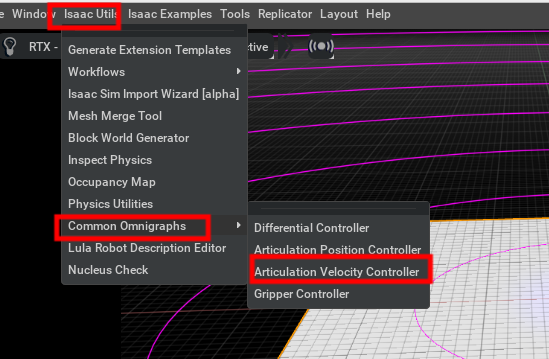 e Window Isaac Utils Isaac Examples Tools Replicator Layout Help
RTX - ctive
Generate Extension Templates
Workflows
Isaac Sim Import Wizard [alpha]
Mesh Merge Tool
Block World Generator
Inspect Physics
Occupancy Map
Physics Utilities
Common Omnigraphs
Lula Robot Description Editor
Nucleus Check
Differential Controller
Articulation Position Controller
Articulation Velocity Controller
Gripper Controller